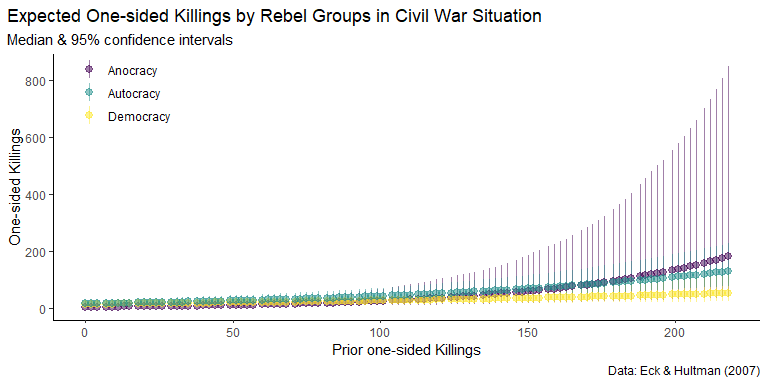 Expected One-sided Killings by Rebel Groups in Civil War Situation
Median & 95% confidence intervals
Anocracy
Autocracy
Democracy
One-sided Killings
800
600
400
200
0
0 50 100 150 200
Prior one-sided Killings
Data: Eck & Hultman (2007)